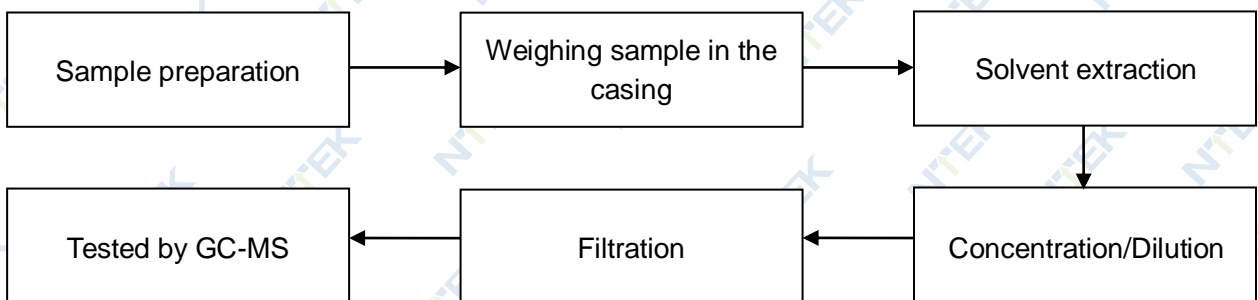 Sample preparation
Weighing sample in the
casing
Solvent extraction
Tested by GC-MS
Filtration
Concentration/Dilution